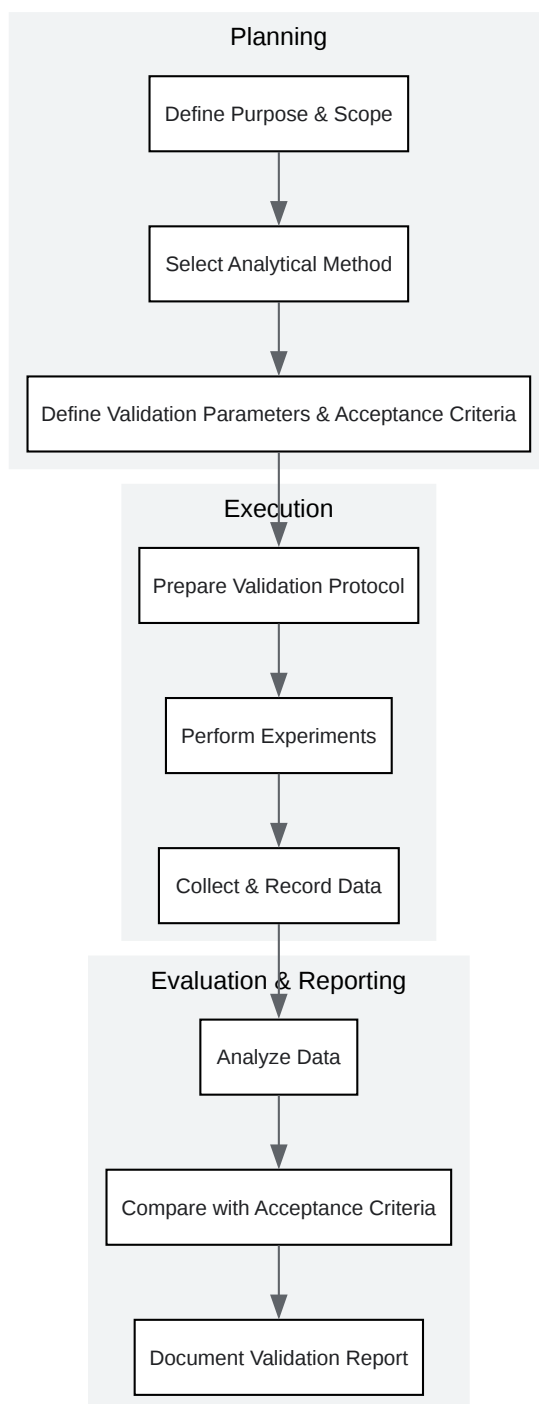 Planning
Define Purpose & Scope
Select Analytical Method
Define Validation Parameters & Acceptance Criteria
Execution
Prepare Validation Protocol
Perform Experiments
Collect & Record Data
Evaluation & Reporting
Analyze Data
Compare with Acceptance Criteria
Document Validation Report